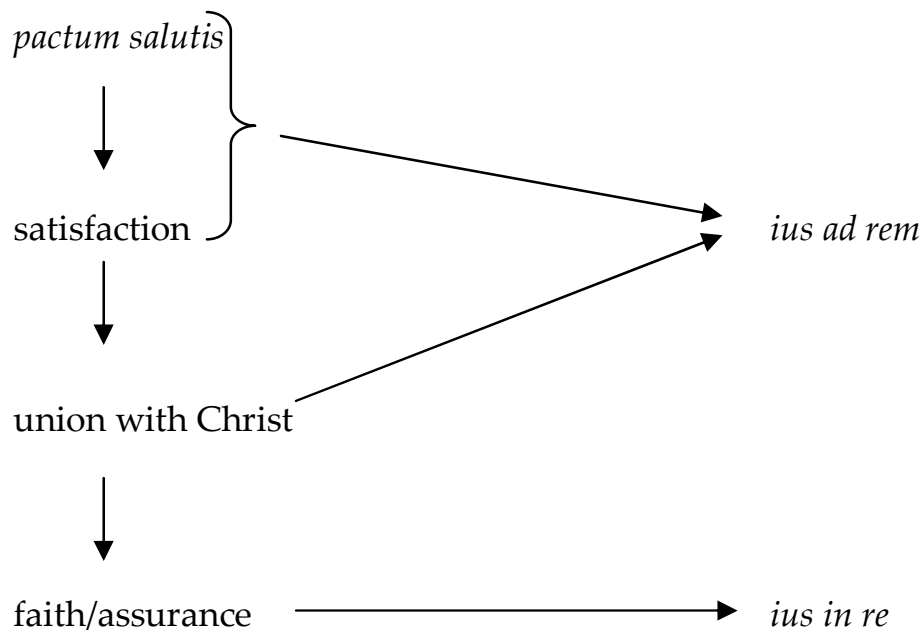 pactum salutis
satisfaction
ius ad rem
union with Christ
faith/assurance
ius in re